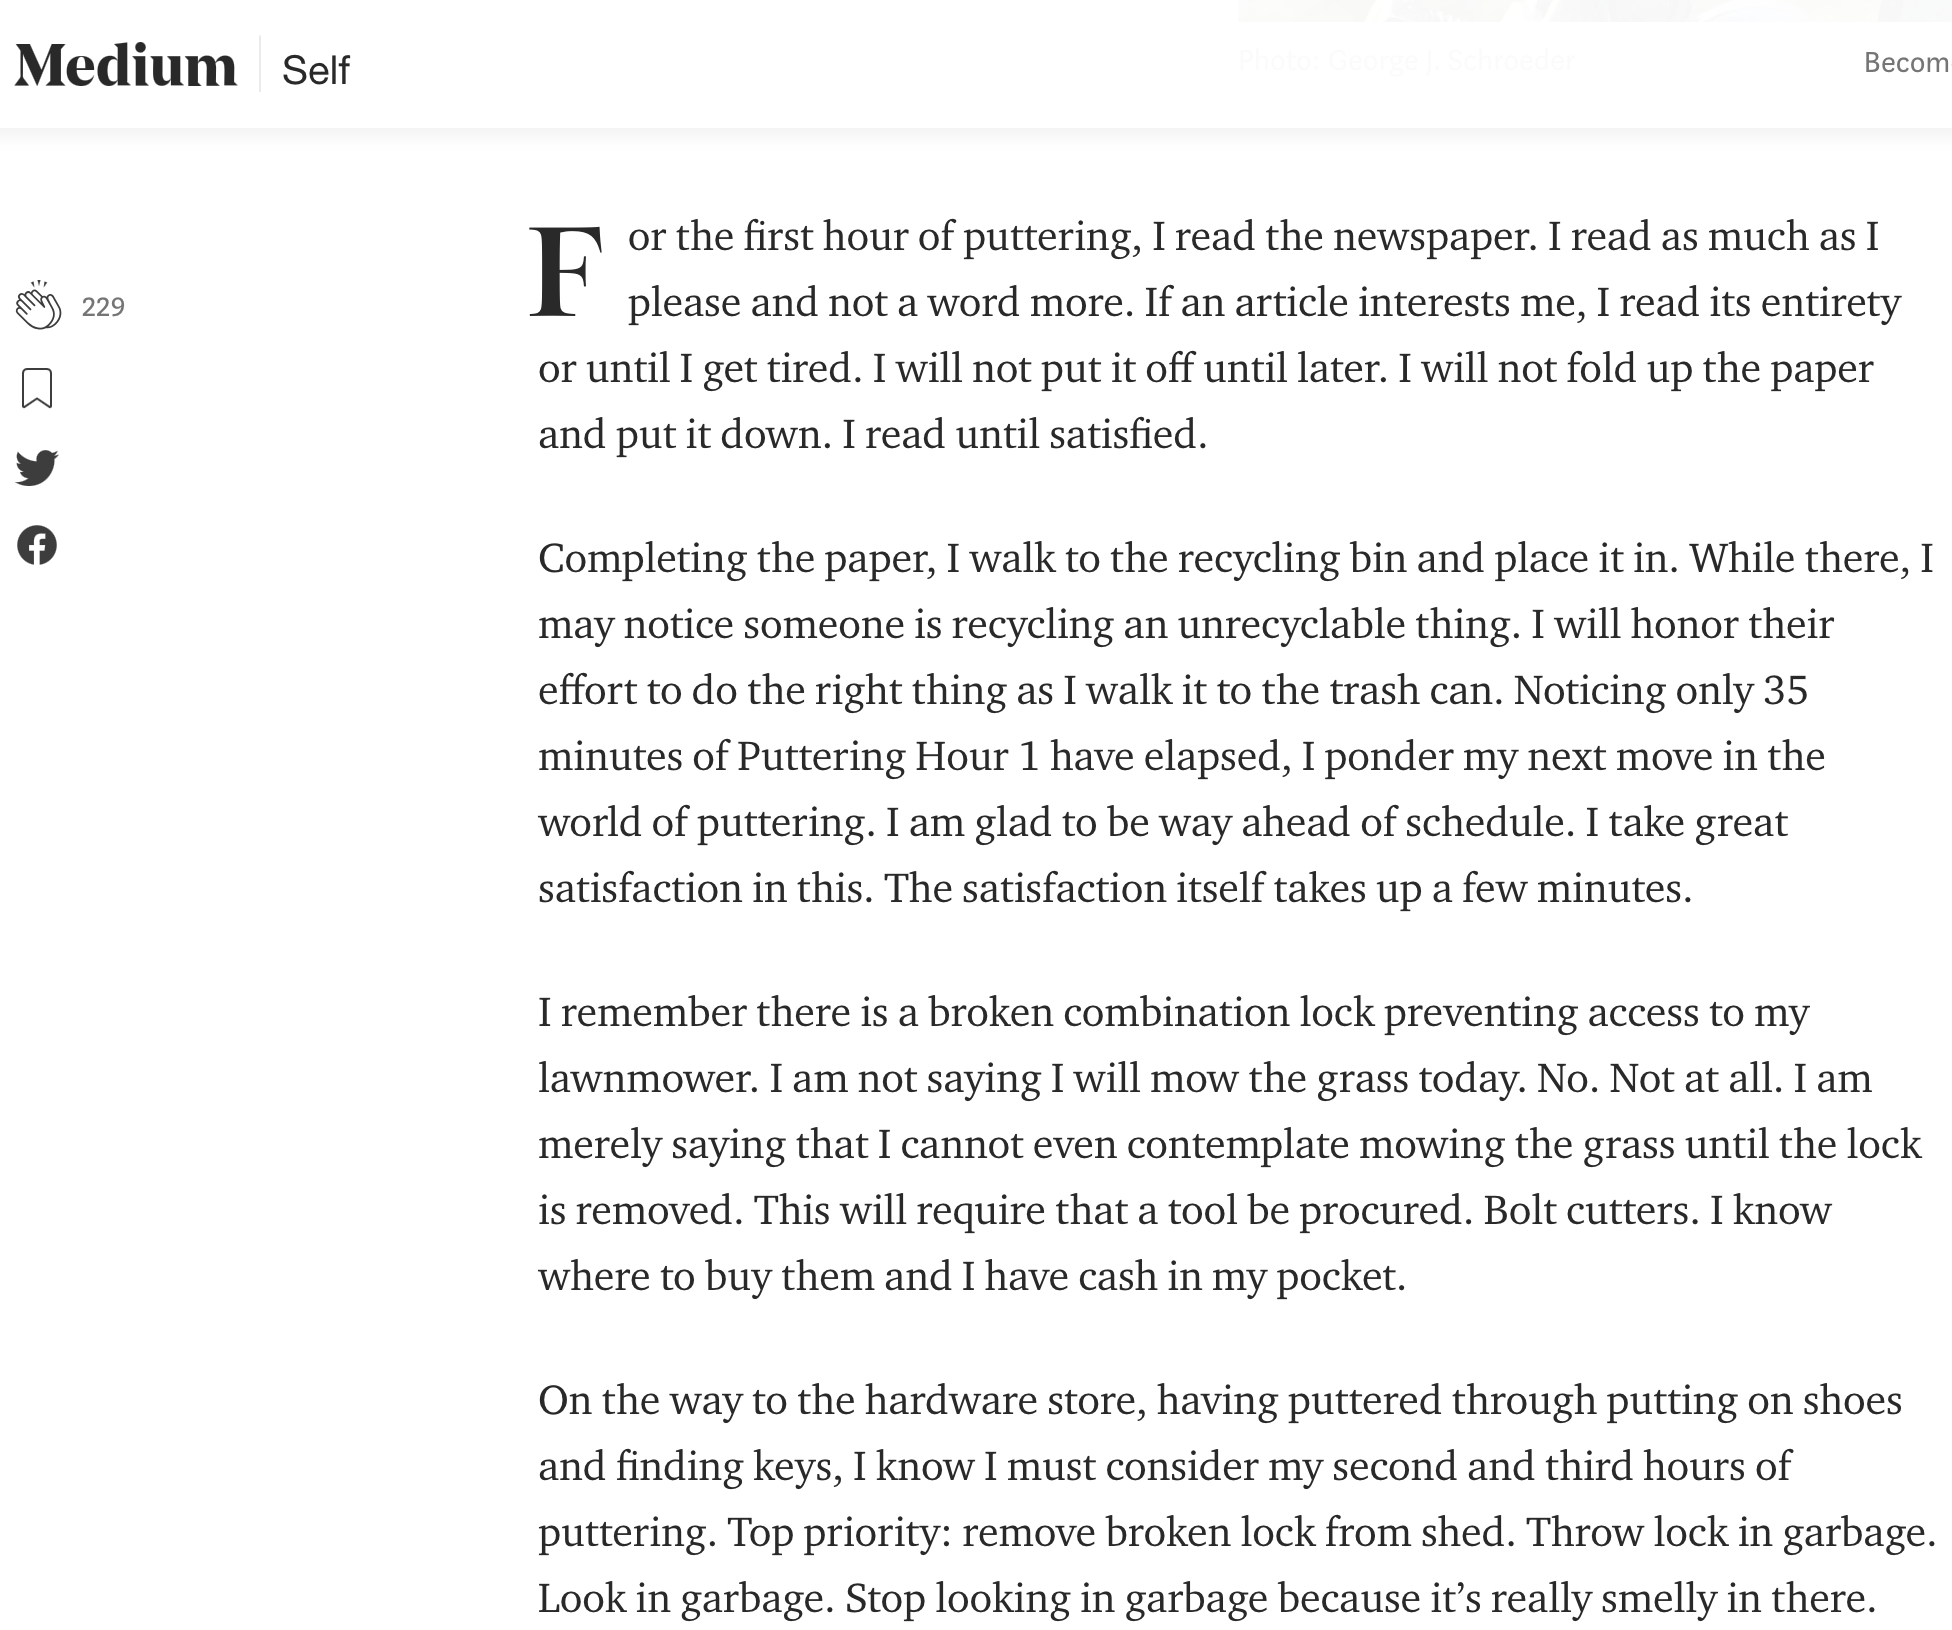 Medium
Self
Photo: George J. Schroeder
Becom
229
For the first hour of puttering, I read the newspaper. I read as much as I
please and not a word more. If an article interests me, I read its entirety
or until I get tired. I will not put it off until later. I will not fold up the paper
and put it down. I read until satisfied.
Completing the paper, I walk to the recycling bin and place it in. While there, I
may notice someone is recycling an unrecyclable thing. I will honor their
effort to do the right thing as I walk it to the trash can. Noticing only 35
minutes of Puttering Hour 1 have elapsed, I ponder my next move in the
world of puttering. I am glad to be way ahead of schedule. I take great
satisfaction in this. The satisfaction itself takes up a few minutes.
I remember there is a broken combination lock preventing access to my
lawnmower. I am not saying I will mow the grass today. No. Not at all. I am
merely saying that I cannot even contemplate mowing the grass until the lock
is removed. This will require that a tool be procured. Bolt cutters. I know
where to buy them and I have cash in my pocket.
On the way to the hardware store, having puttered through putting on shoes
and finding keys, I know I must consider my second and third hours of
puttering. Top priority: remove broken lock from shed. Throw lock in garbage.
Look in garbage. Stop looking in garbage because it’s really smelly in there.